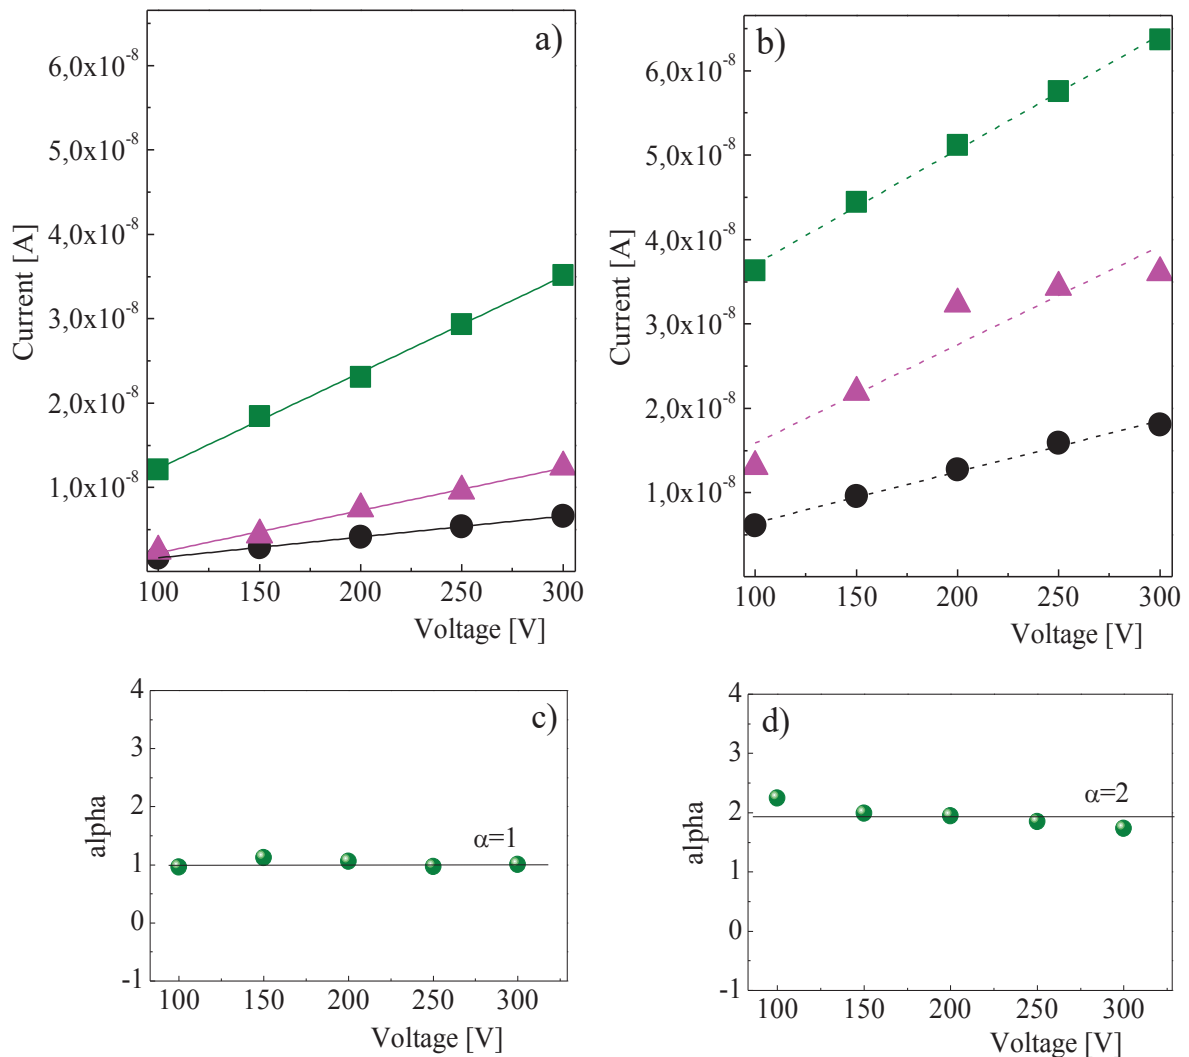 a)
6,0x10⁻⁸
5,0x10⁻⁸
4,0x10⁻⁸
3,0x10⁻⁸
2,0x10⁻⁸
1,0x10⁻⁸
Current [A]
100 150 200 250 300
Voltage [V]
b)
6,0x10⁻⁸
5,0x10⁻⁸
4,0x10⁻⁸
3,0x10⁻⁸
2,0x10⁻⁸
1,0x10⁻⁸
Current [A]
100 150 200 250 300
Voltage [V]
c)
4
3
2
1
0
-1
alpha
α=1
100 150 200 250 300
Voltage [V]
d)
4
3
2
1
0
-1
alpha
α=2
100 150 200 250 300
Voltage [V]